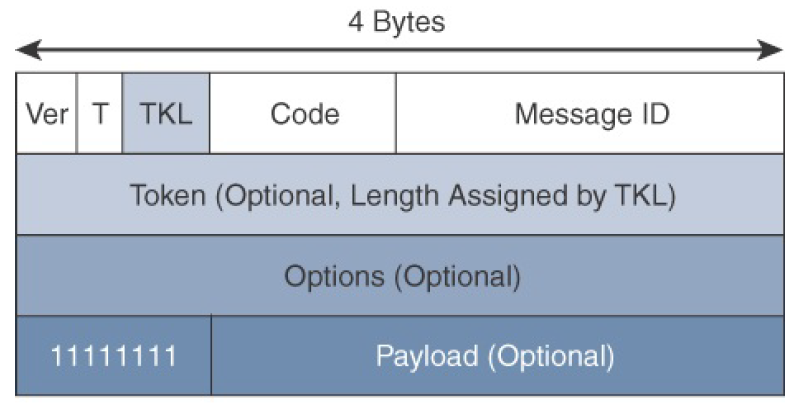 4 Bytes
Ver T TKL Code Message ID
Token (Optional, Length Assigned by TKL)
Options (Optional)
11111111 Payload (Optional)